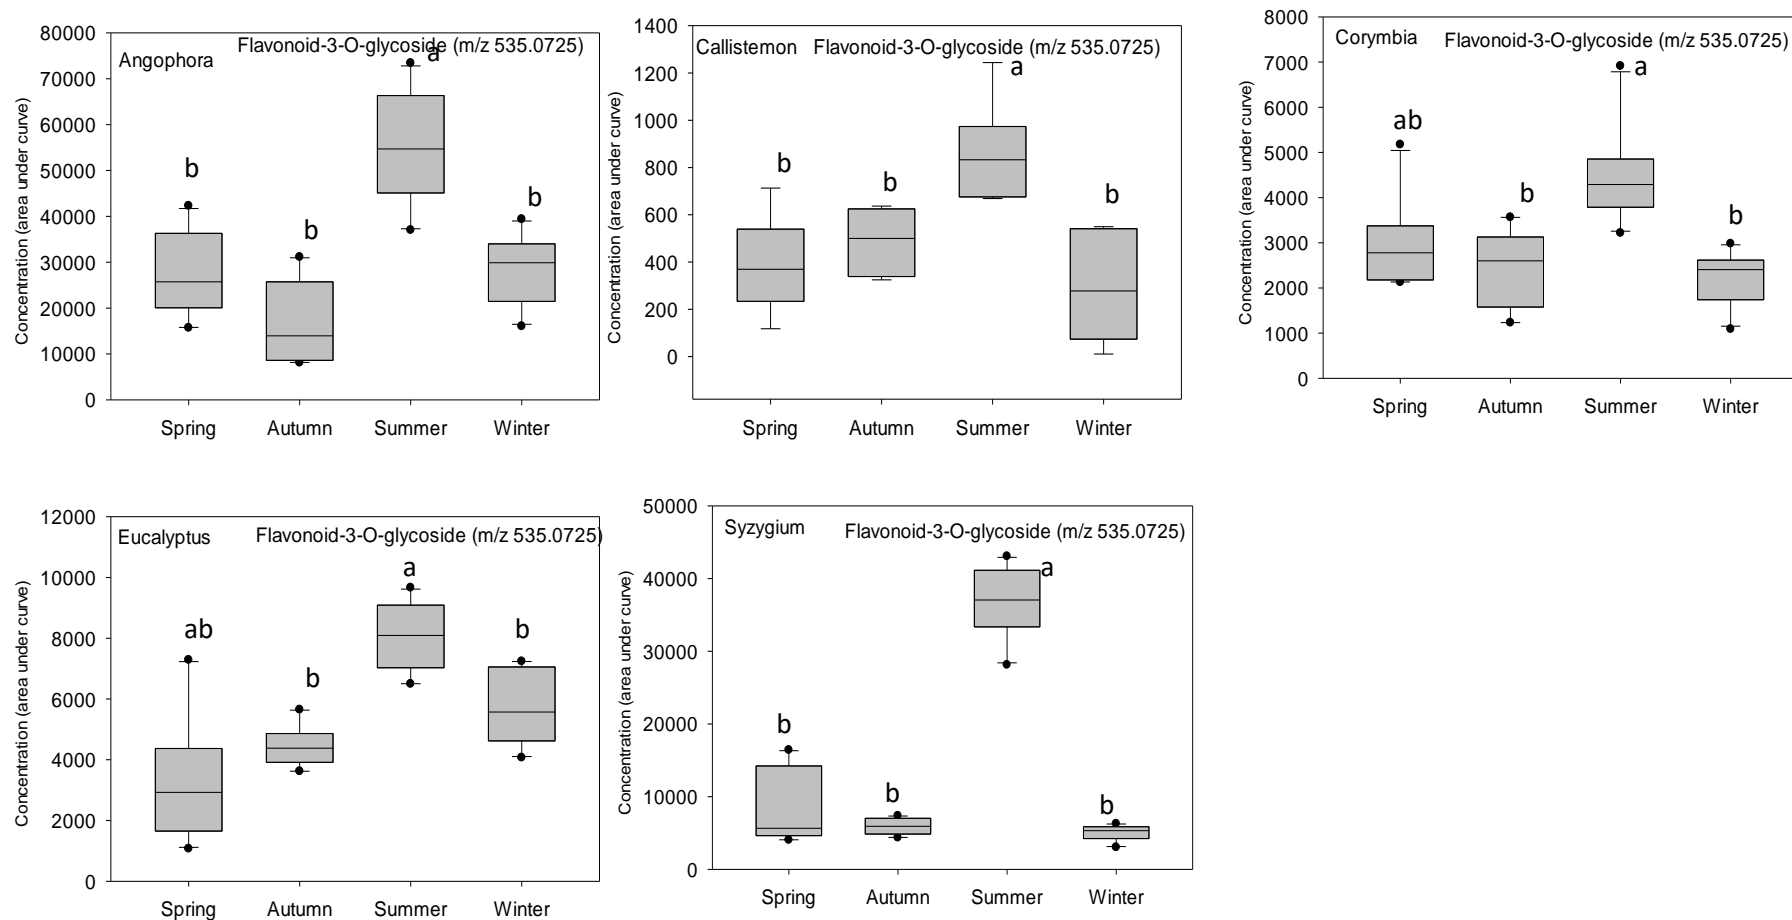 Angophora
Flavonoid-3-O-glycoside (m/z 535.0725)
Concentration (area under curve)
80000
70000
60000
50000
40000
30000
20000
10000
0
b
b
a
b
Spring
Autumn
Summer
Winter
Callistemon
Flavonoid-3-O-glycoside (m/z 535.0725)
Concentration (area under curve)
1400
1200
1000
800
600
400
200
0
b
b
a
b
Spring
Autumn
Summer
Winter
Corymbia
Flavonoid-3-O-glycoside (m/z 535.0725)
Concentration (area under curve)
8000
7000
6000
5000
4000
3000
2000
1000
0
ab
b
a
b
Spring
Autumn
Summer
Winter
Eucalyptus
Flavonoid-3-O-glycoside (m/z 535.0725)
Concentration (area under curve)
12000
10000
8000
6000
4000
2000
0
ab
b
a
b
Spring
Autumn
Summer
Winter
Syzygium
Flavonoid-3-O-glycoside (m/z 535.0725)
Concentration (area under curve)
50000
40000
30000
20000
10000
0
b
b
a
b
Spring
Autumn
Summer
Winter